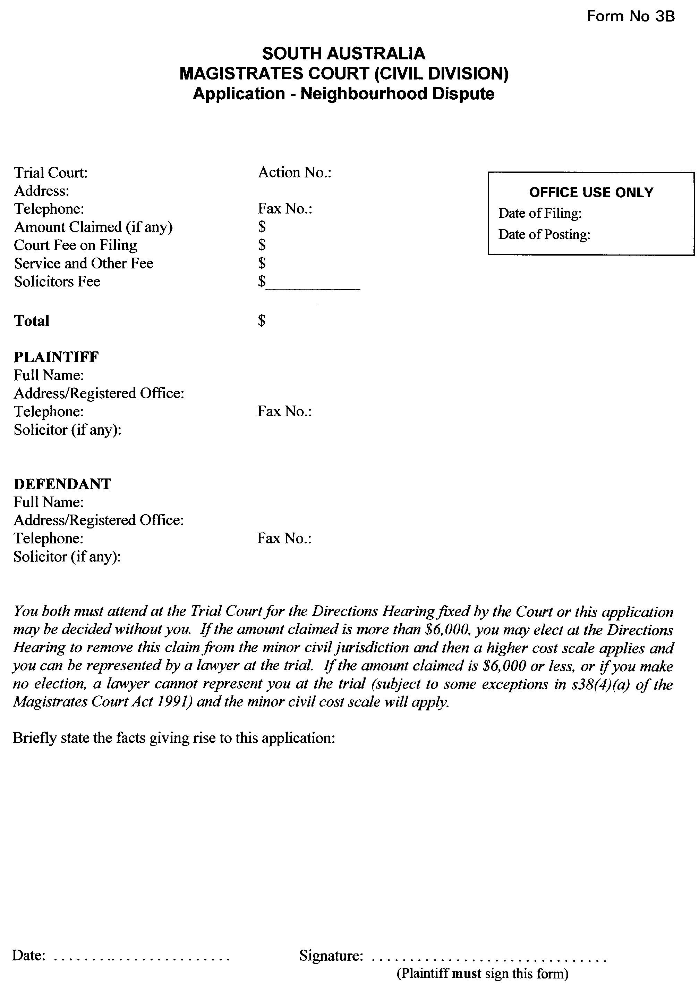 Form No 3B
SOUTH AUSTRALIA
MAGISTRATES COURT (CIVIL DIVISION)
Application - Neighbourhood Dispute
Trial Court: Action No.:
Address:
Telephone: Fax No.:
Amount Claimed (if any) $
Court Fee on Filing $
Service and Other Fee $
Solicitors Fee $
OFFICE USE ONLY
Date of Filing:
Date of Posting:
Total $
PLAINTIFF
Full Name:
Address/Registered Office:
Telephone: Fax No.:
Solicitor (if any):
DEFENDANT
Full Name:
Address/Registered Office:
Telephone: Fax No.:
Solicitor (if any):
You both must attend at the Trial Court for the Directions Hearing fixed by the Court or this application
may be decided without you. If the amount claimed is more than $6,000, you may elect at the Directions
Hearing to remove this claim from the minor civil jurisdiction and then a higher cost scale applies and
you can be represented by a lawyer at the trial. If the amount claimed is $6,000 or less, or if you make
no election, a lawyer cannot represent you at the trial (subject to some exceptions in s38(4)(a) of the
Magistrates Court Act 1991) and the minor civil cost scale will apply.
Briefly state the facts giving rise to this application:
Date: ....................... Signature: ...............................
(Plaintiff must sign this form)